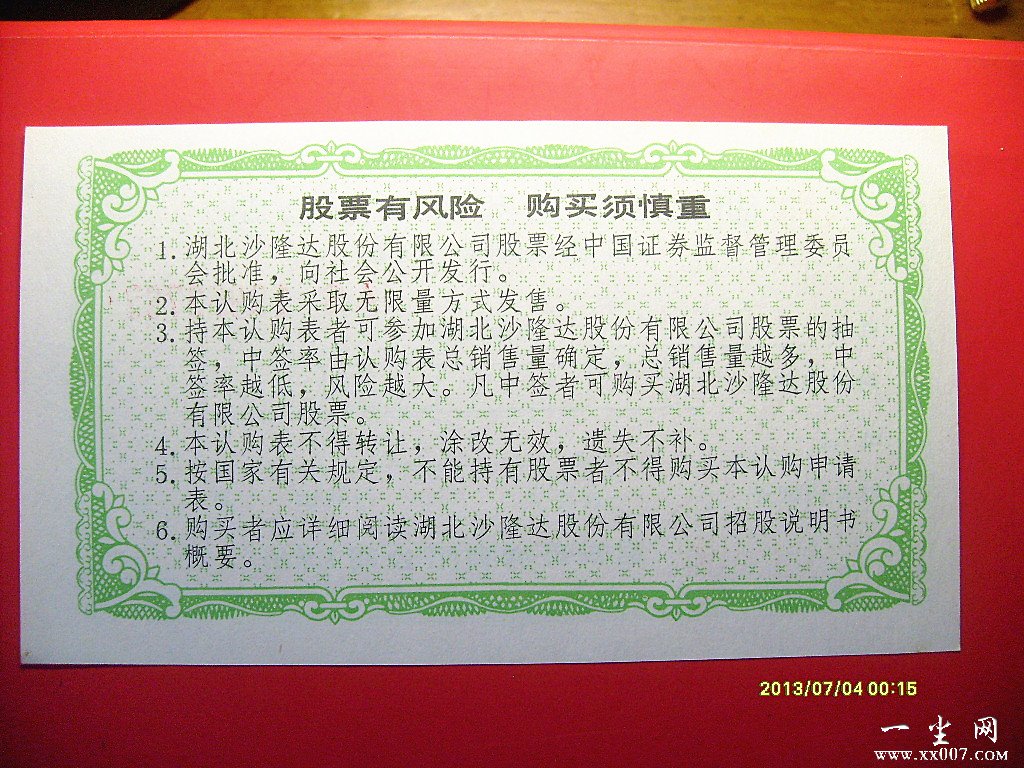 股票有风险 购买须慎重
1. 湖北沙隆达股份有限公司股票经中国证券监督管理委员
会批准，向社会公开发行。
2. 本认购表采取无限量方式发售。
3. 持本认购表者可参加湖北沙隆达股份有限公司股票的抽
签，中签率由认购表总销售量确定，总销售量越多，中
签率越低，风险越大。凡中签者可购买湖北沙隆达股份
有限公司股票。
4. 本认购表不得转让，涂改无效，遗失不补。
5. 按国家有关规定，不能持有股票者不得购买本认购申请
表。
6. 购买者应详细阅读湖北沙隆达股份有限公司招股说明书
概要。
2013/07/04 00:15
一尘网
www.xx007.com